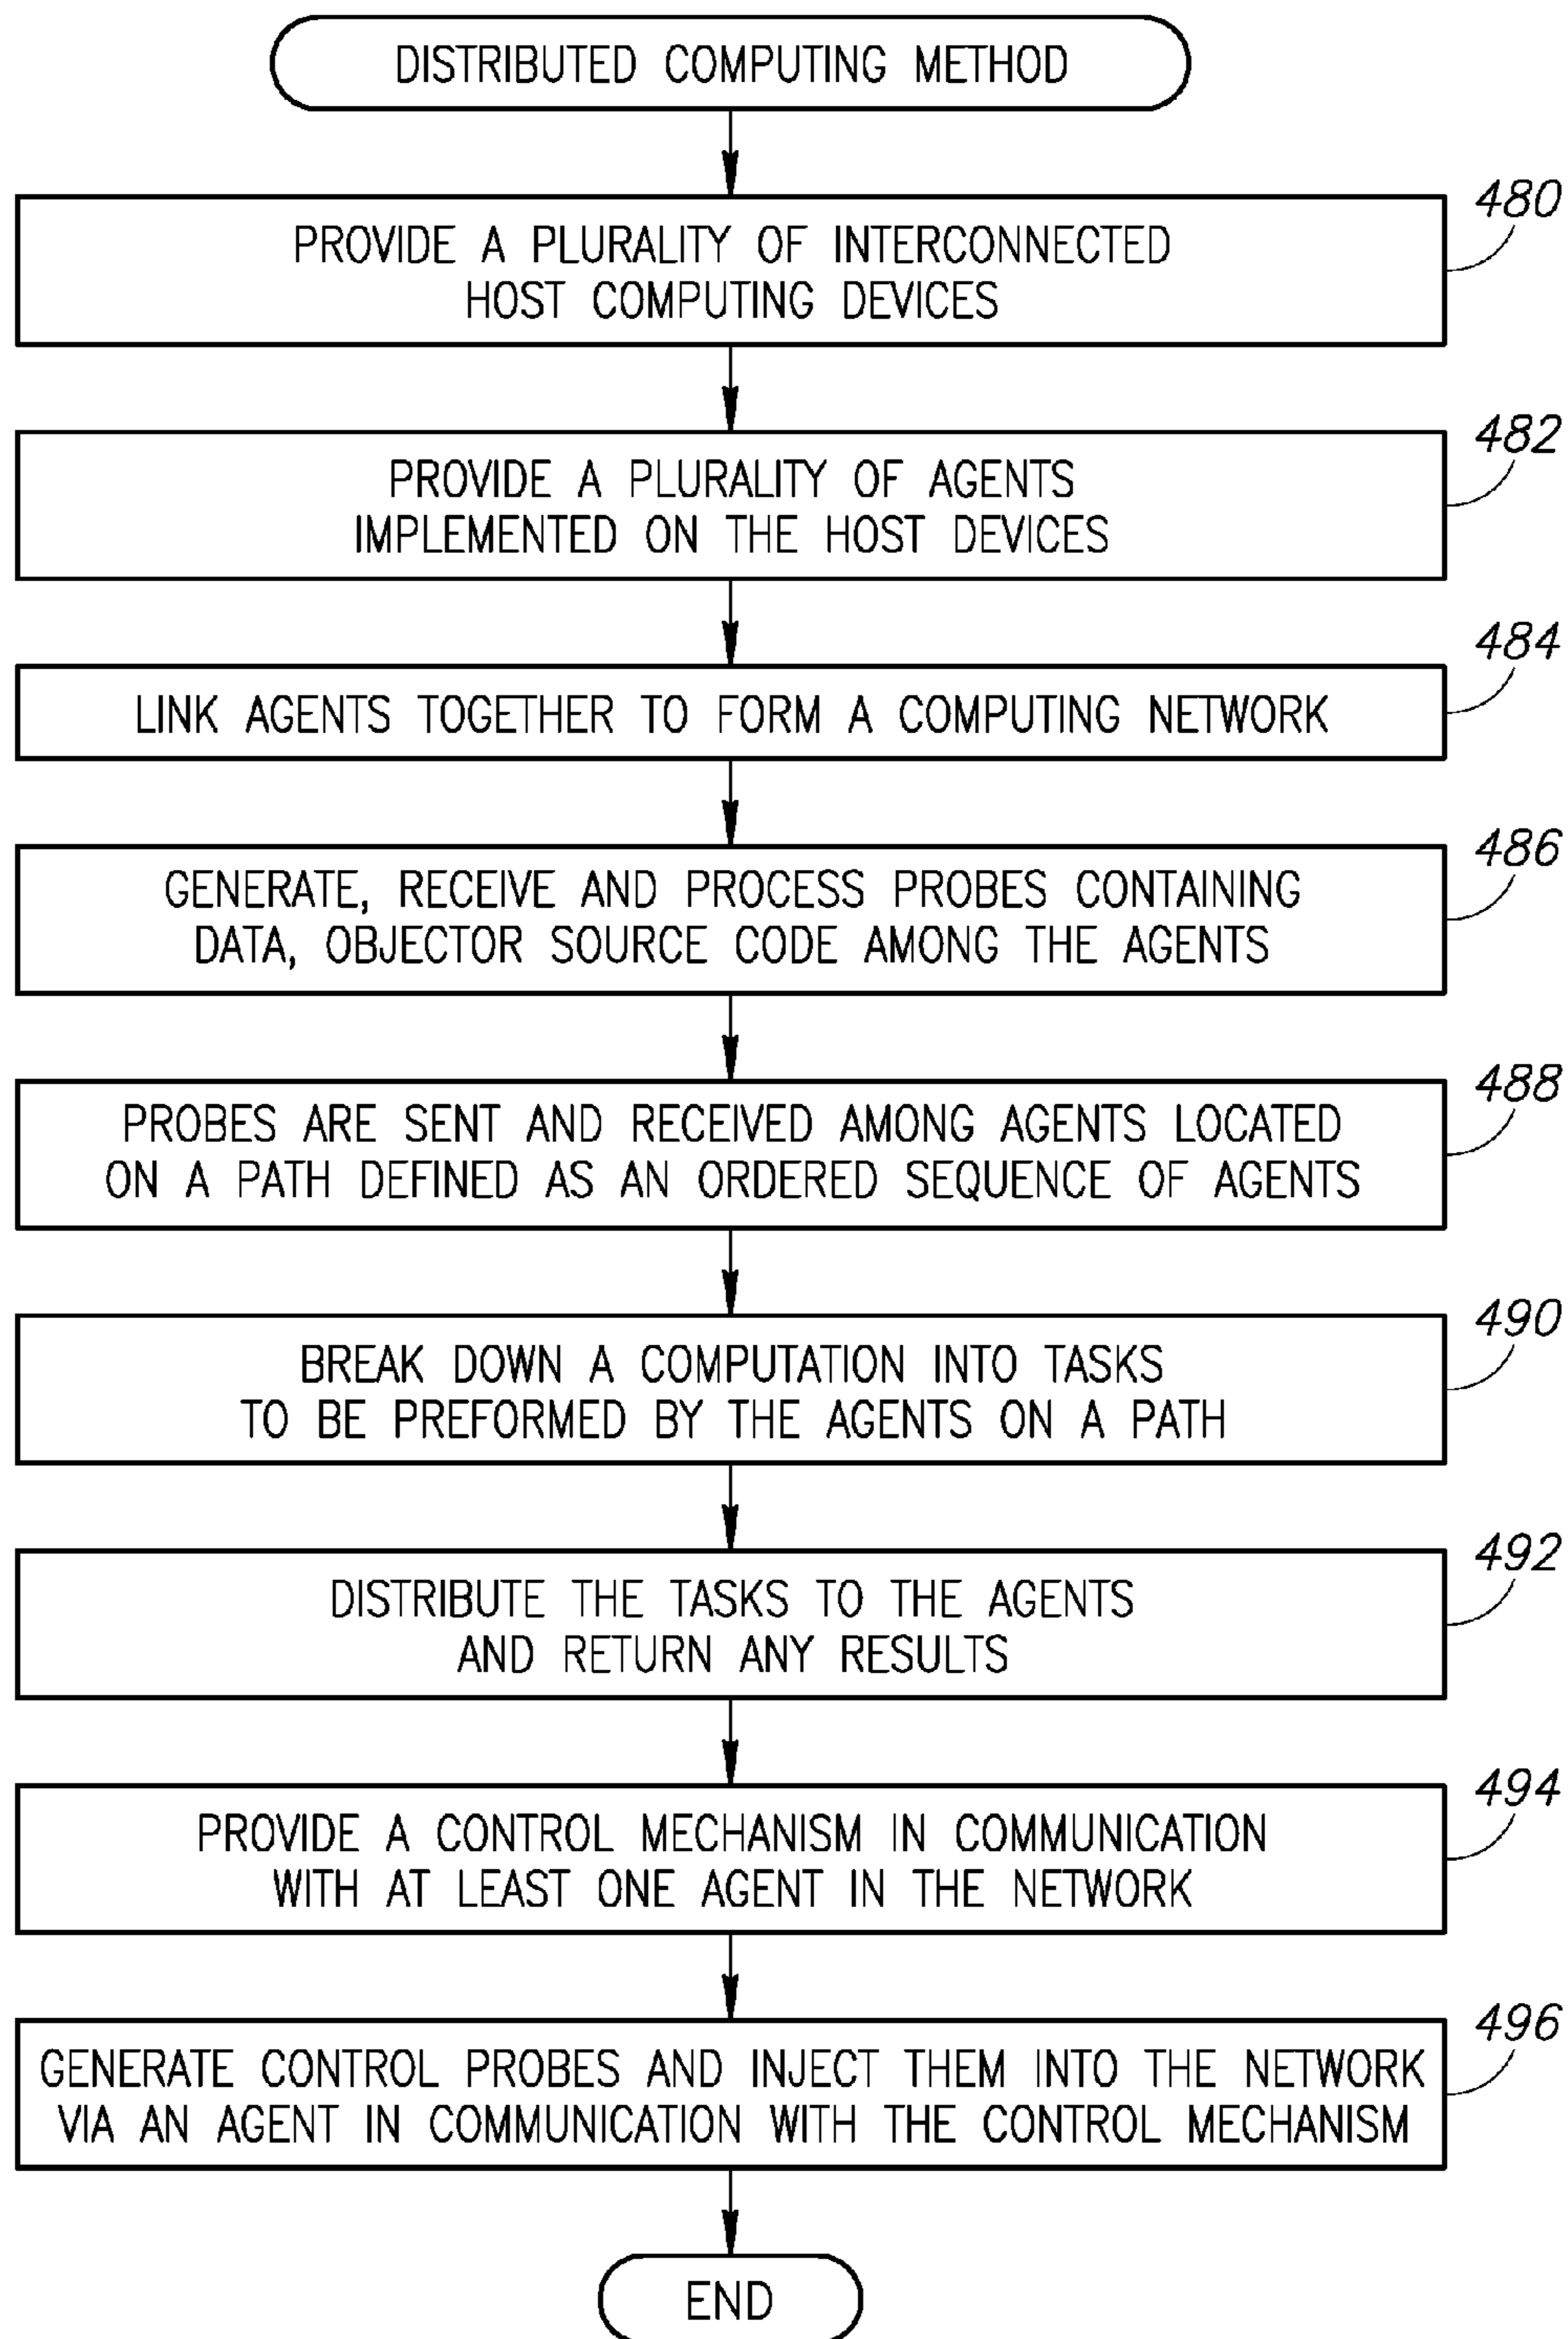 DISTRIBUTED COMPUTING METHOD
480
PROVIDE A PLURALITY OF INTERCONNECTED
HOST COMPUTING DEVICES
482
PROVIDE A PLURALITY OF AGENTS
IMPLEMENTED ON THE HOST DEVICES
484
LINK AGENTS TOGETHER TO FORM A COMPUTING NETWORK
486
GENERATE, RECEIVE AND PROCESS PROBES CONTAINING
DATA, OBJECTOR SOURCE CODE AMONG THE AGENTS
488
PROBES ARE SENT AND RECEIVED AMONG AGENTS LOCATED
ON A PATH DEFINED AS AN ORDERED SEQUENCE OF AGENTS
490
BREAK DOWN A COMPUTATION INTO TASKS
TO BE PREFORMED BY THE AGENTS ON A PATH
492
DISTRIBUTE THE TASKS TO THE AGENTS
AND RETURN ANY RESULTS
494
PROVIDE A CONTROL MECHANISM IN COMMUNICATION
WITH AT LEAST ONE AGENT IN THE NETWORK
496
GENERATE CONTROL PROBES AND INJECT THEM INTO THE NETWORK
VIA AN AGENT IN COMMUNICATION WITH THE CONTROL MECHANISM
END